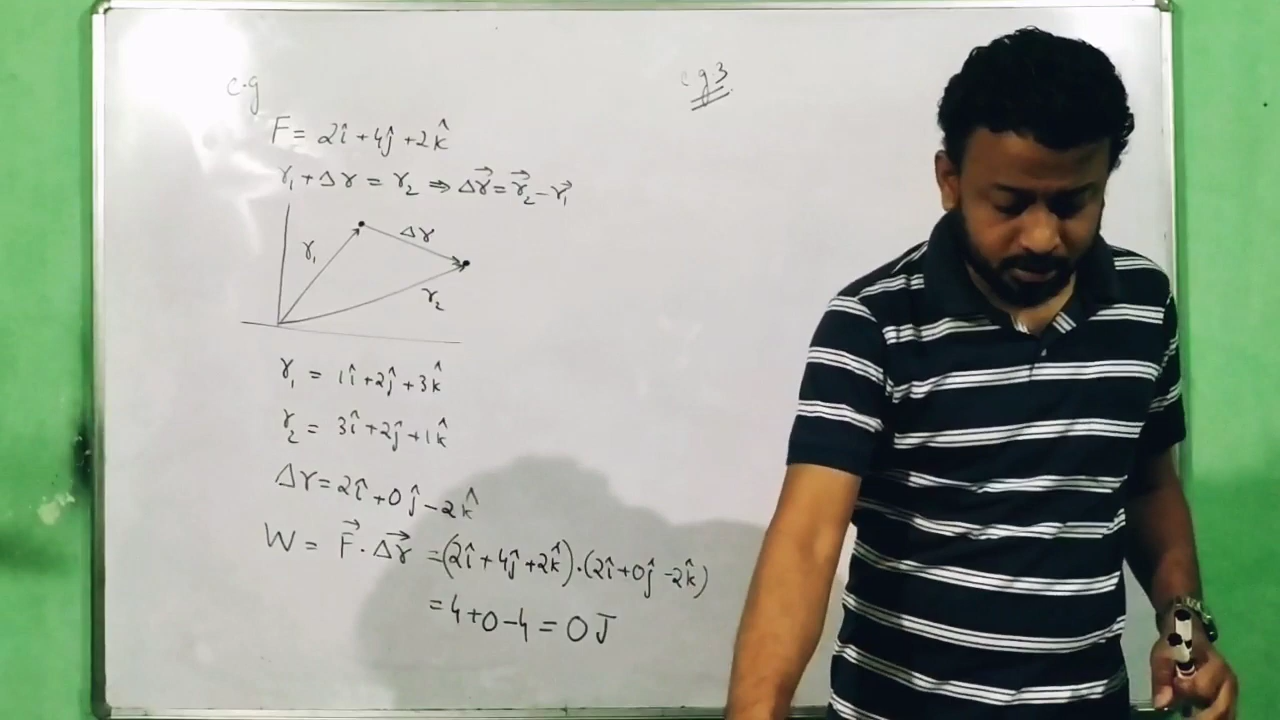 e.g
F = 2î + 4ĵ + 2k̂
r₁ + Δr = r₂ ⇒ Δr⃗ = r⃗₂ - r⃗₁
r₁
Δr
r₂
r₁ = 1î + 2ĵ + 3k̂
r₂ = 3î + 2ĵ + 1k̂
Δr = 2î + 0ĵ - 2k̂
W = F⃗ · Δr⃗ = (2î + 4ĵ + 2k̂) · (2î + 0ĵ - 2k̂)
= 4 + 0 - 4 = 0 J
e.g 3